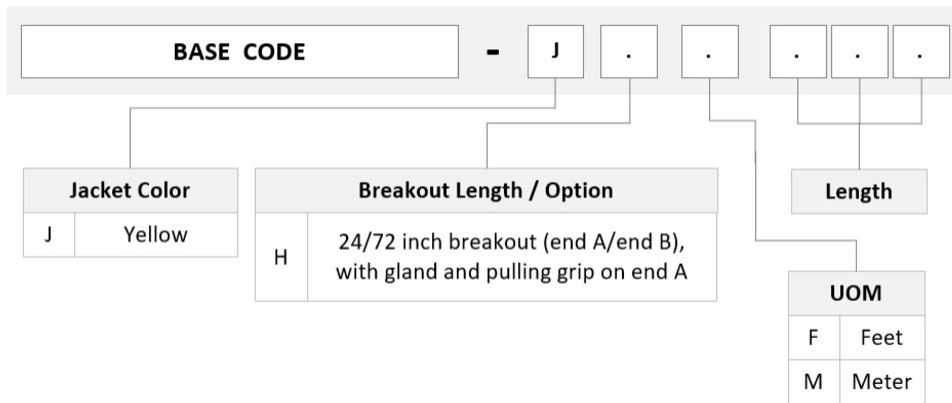 BASE CODE - J . . . . .
Jacket Color
J Yellow
Breakout Length / Option
H 24/72 inch breakout (end A/end B),
with gland and pulling grip on end A
Length
UOM
F Feet
M Meter